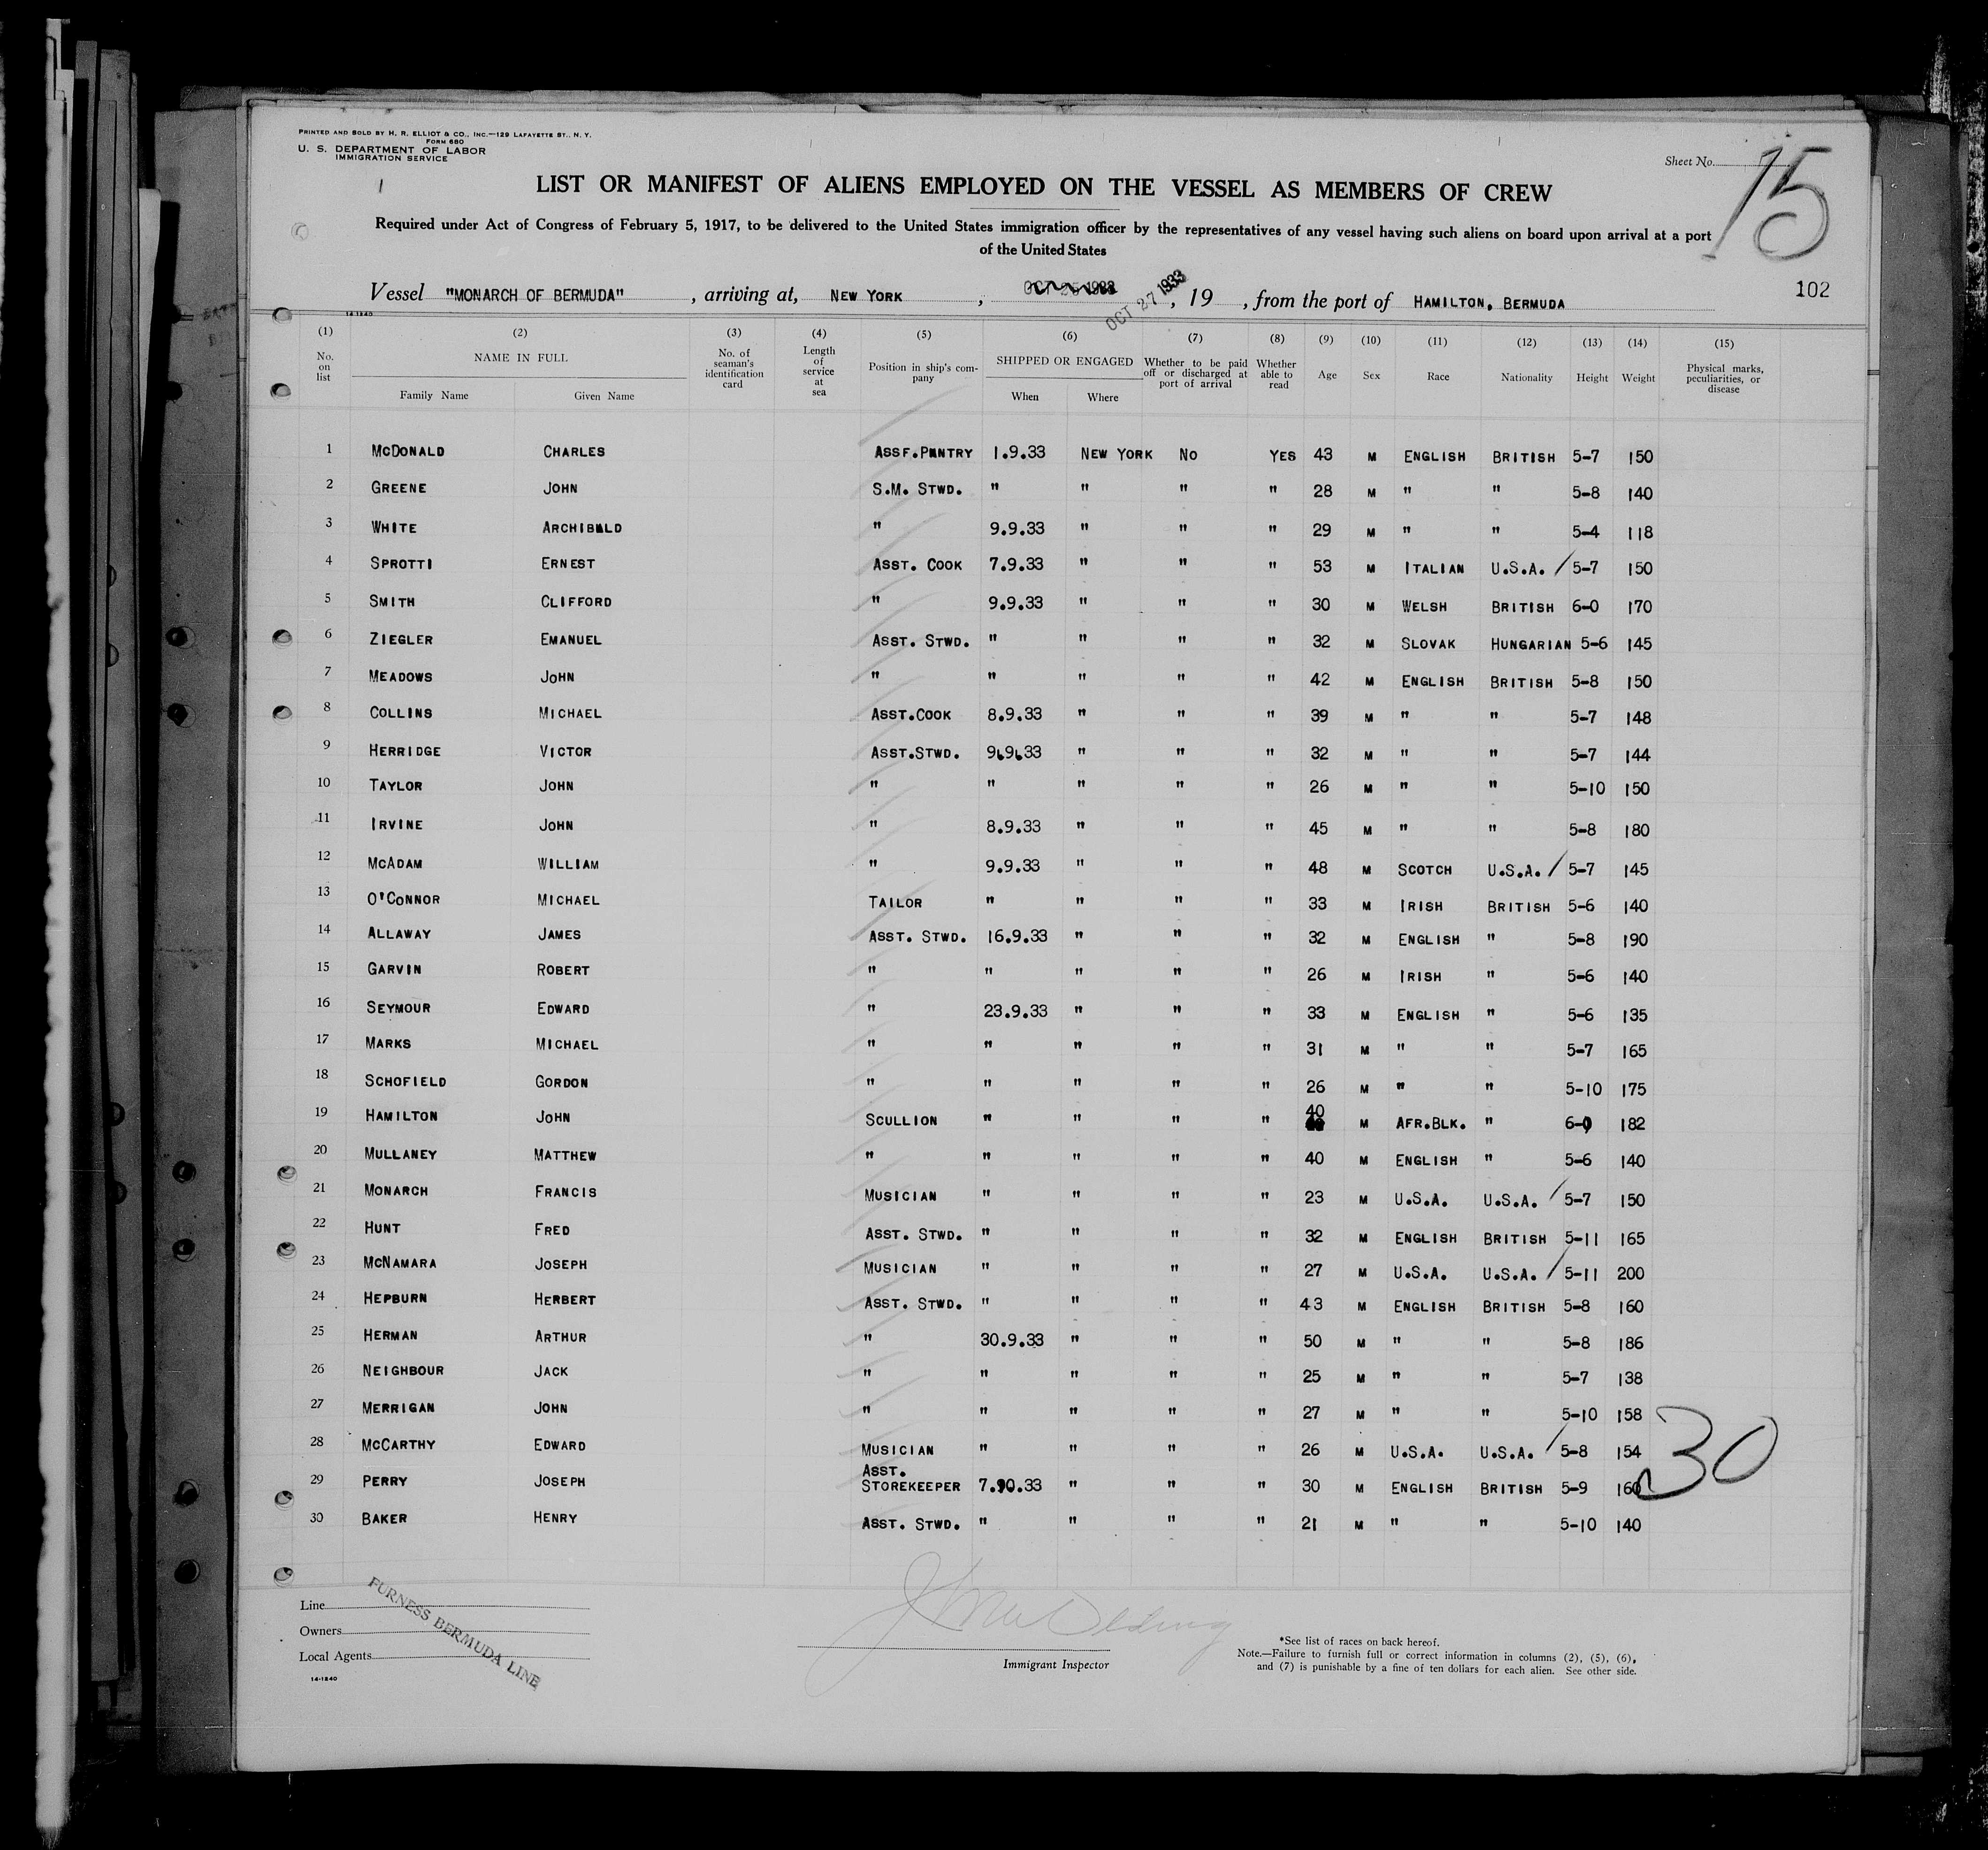 PRINTED AND SOLD BY H. R. ELLIOT & CO., INC.—129 LAFAYETTE ST., N. Y.
FORM 680
U. S. DEPARTMENT OF LABOR
IMMIGRATION SERVICE
Sheet No. 15
LIST OR MANIFEST OF ALIENS EMPLOYED ON THE VESSEL AS MEMBERS OF CREW
Required under Act of Congress of February 5, 1917, to be delivered to the United States immigration officer by the representatives of any vessel having such aliens on board upon arrival at a port
of the United States
Vessel "MONARCH OF BERMUDA", arriving at, NEW YORK, OCT 27 1933, 19 , from the port of HAMILTON, BERMUDA
102
14-1240
(1) (2) (3) (4) (5) (6) (7) (8) (9) (10) (11) (12) (13) (14) (15)
No. on list NAME IN FULL Family Name Given Name No. of seaman's identification card Length of service at sea Position in ship's company SHIPPED OR ENGAGED When Where Whether to be paid off or discharged at port of arrival Whether able to read Age Sex Race Nationality Height Weight Physical marks, peculiarities, or disease
1 MCDONALD CHARLES ASSF.PANTRY 1.9.33 NEW YORK NO YES 43 M ENGLISH BRITISH 5-7 150
2 GREENE JOHN S.M. STWD. " " " " 28 M " " 5-8 140
3 WHITE ARCHIBALD " 9.9.33 " " " 29 M " " 5-4 118
4 SPROTTI ERNEST ASST. COOK 7.9.33 " " " 53 M ITALIAN U.S.A. / 5-7 150
5 SMITH CLIFFORD " 9.9.33 " " " 30 M WELSH BRITISH 6-0 170
6 ZIEGLER EMANUEL ASST. STWD. " " " " 32 M SLOVAK HUNGARIAN 5-6 145
7 MEADOWS JOHN " " " " " 42 M ENGLISH BRITISH 5-8 150
8 COLLINS MICHAEL ASST.COOK 8.9.33 " " " 39 M " " 5-7 148
9 HERRIDGE VICTOR ASST.STWD. 9.9.33 " " " 32 M " " 5-7 144
10 TAYLOR JOHN " " " " " 26 M " " 5-10 150
11 IRVINE JOHN " 8.9.33 " " " 45 M " " 5-8 180
12 MCADAM WILLIAM " 9.9.33 " " " 48 M SCOTCH U.S.A. / 5-7 145
13 O'CONNOR MICHAEL TAILOR " " " " 33 M IRISH BRITISH 5-6 140
14 ALLAWAY JAMES ASST. STWD. 16.9.33 " " " 32 M ENGLISH " 5-8 190
15 GARVIN ROBERT " " " " " 26 M IRISH " 5-6 140
16 SEYMOUR EDWARD " 23.9.33 " " " 33 M ENGLISH " 5-6 135
17 MARKS MICHAEL " " " " " 31 M " " 5-7 165
18 SCHOFIELD GORDON " " " " " 26 M " " 5-10 175
19 HAMILTON JOHN SCULLION " " " " 40 M AFR.BLK. " 6-0 182
20 MULLANEY MATTHEW " " " " " 40 M ENGLISH " 5-6 140
21 MONARCH FRANCIS MUSICIAN " " " " 23 M U.S.A. U.S.A. / 5-7 150
22 HUNT FRED ASST. STWD. " " " " 32 M ENGLISH BRITISH 5-11 165
23 MCNAMARA JOSEPH MUSICIAN " " " " 27 M U.S.A. U.S.A. / 5-11 200
24 HEPBURN HERBERT ASST. STWD. " " " " 43 M ENGLISH BRITISH 5-8 160
25 HERMAN ARTHUR " 30.9.33 " " " 50 M " " 5-8 186
26 NEIGHBOUR JACK " " " " " 25 M " " 5-7 138
27 MERRIGAN JOHN " " " " " 27 M " " 5-10 158
28 MCCARTHY EDWARD MUSICIAN " " " " 26 M U.S.A. U.S.A. / 5-8 154
29 PERRY JOSEPH ASST. STOREKEEPER 7.10.33 " " " 30 M ENGLISH BRITISH 5-9 160
30 BAKER HENRY ASST. STWD. " " " " 21 M " " 5-10 140
30
Line
Owners
Local Agents
FURNESS BERMUDA LINE
14-1240
Immigrant Inspector
*See list of races on back hereof.
Note.—Failure to furnish full or correct information in columns (2), (5), (6),
and (7) is punishable by a fine of ten dollars for each alien. See other side.